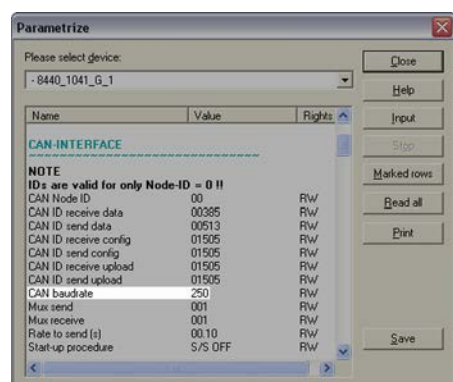 Parametrize
Please select device:
- 8440_1041_G_1
Close
Help
Input
Stop
Marked rows
Read all
Print
Save
Name Value Rights
CAN-INTERFACE
~~~~~~~~~~~~~~~~~~~~~~~~~~~~~~
NOTE
IDs are valid for only Node-ID = 0 !!
CAN Node ID 00 RW
CAN ID receive data 00385 RW
CAN ID send data 00513 RW
CAN ID receive config 01505 RW
CAN ID send config 01505 RW
CAN ID receive upload 01505 RW
CAN ID send upload 01505 RW
CAN baudrate 250 RW
Mux send 001 RW
Mux receive 001 RW
Rate to send (s) 00.10 RW
Start-up procedure S/S OFF RW